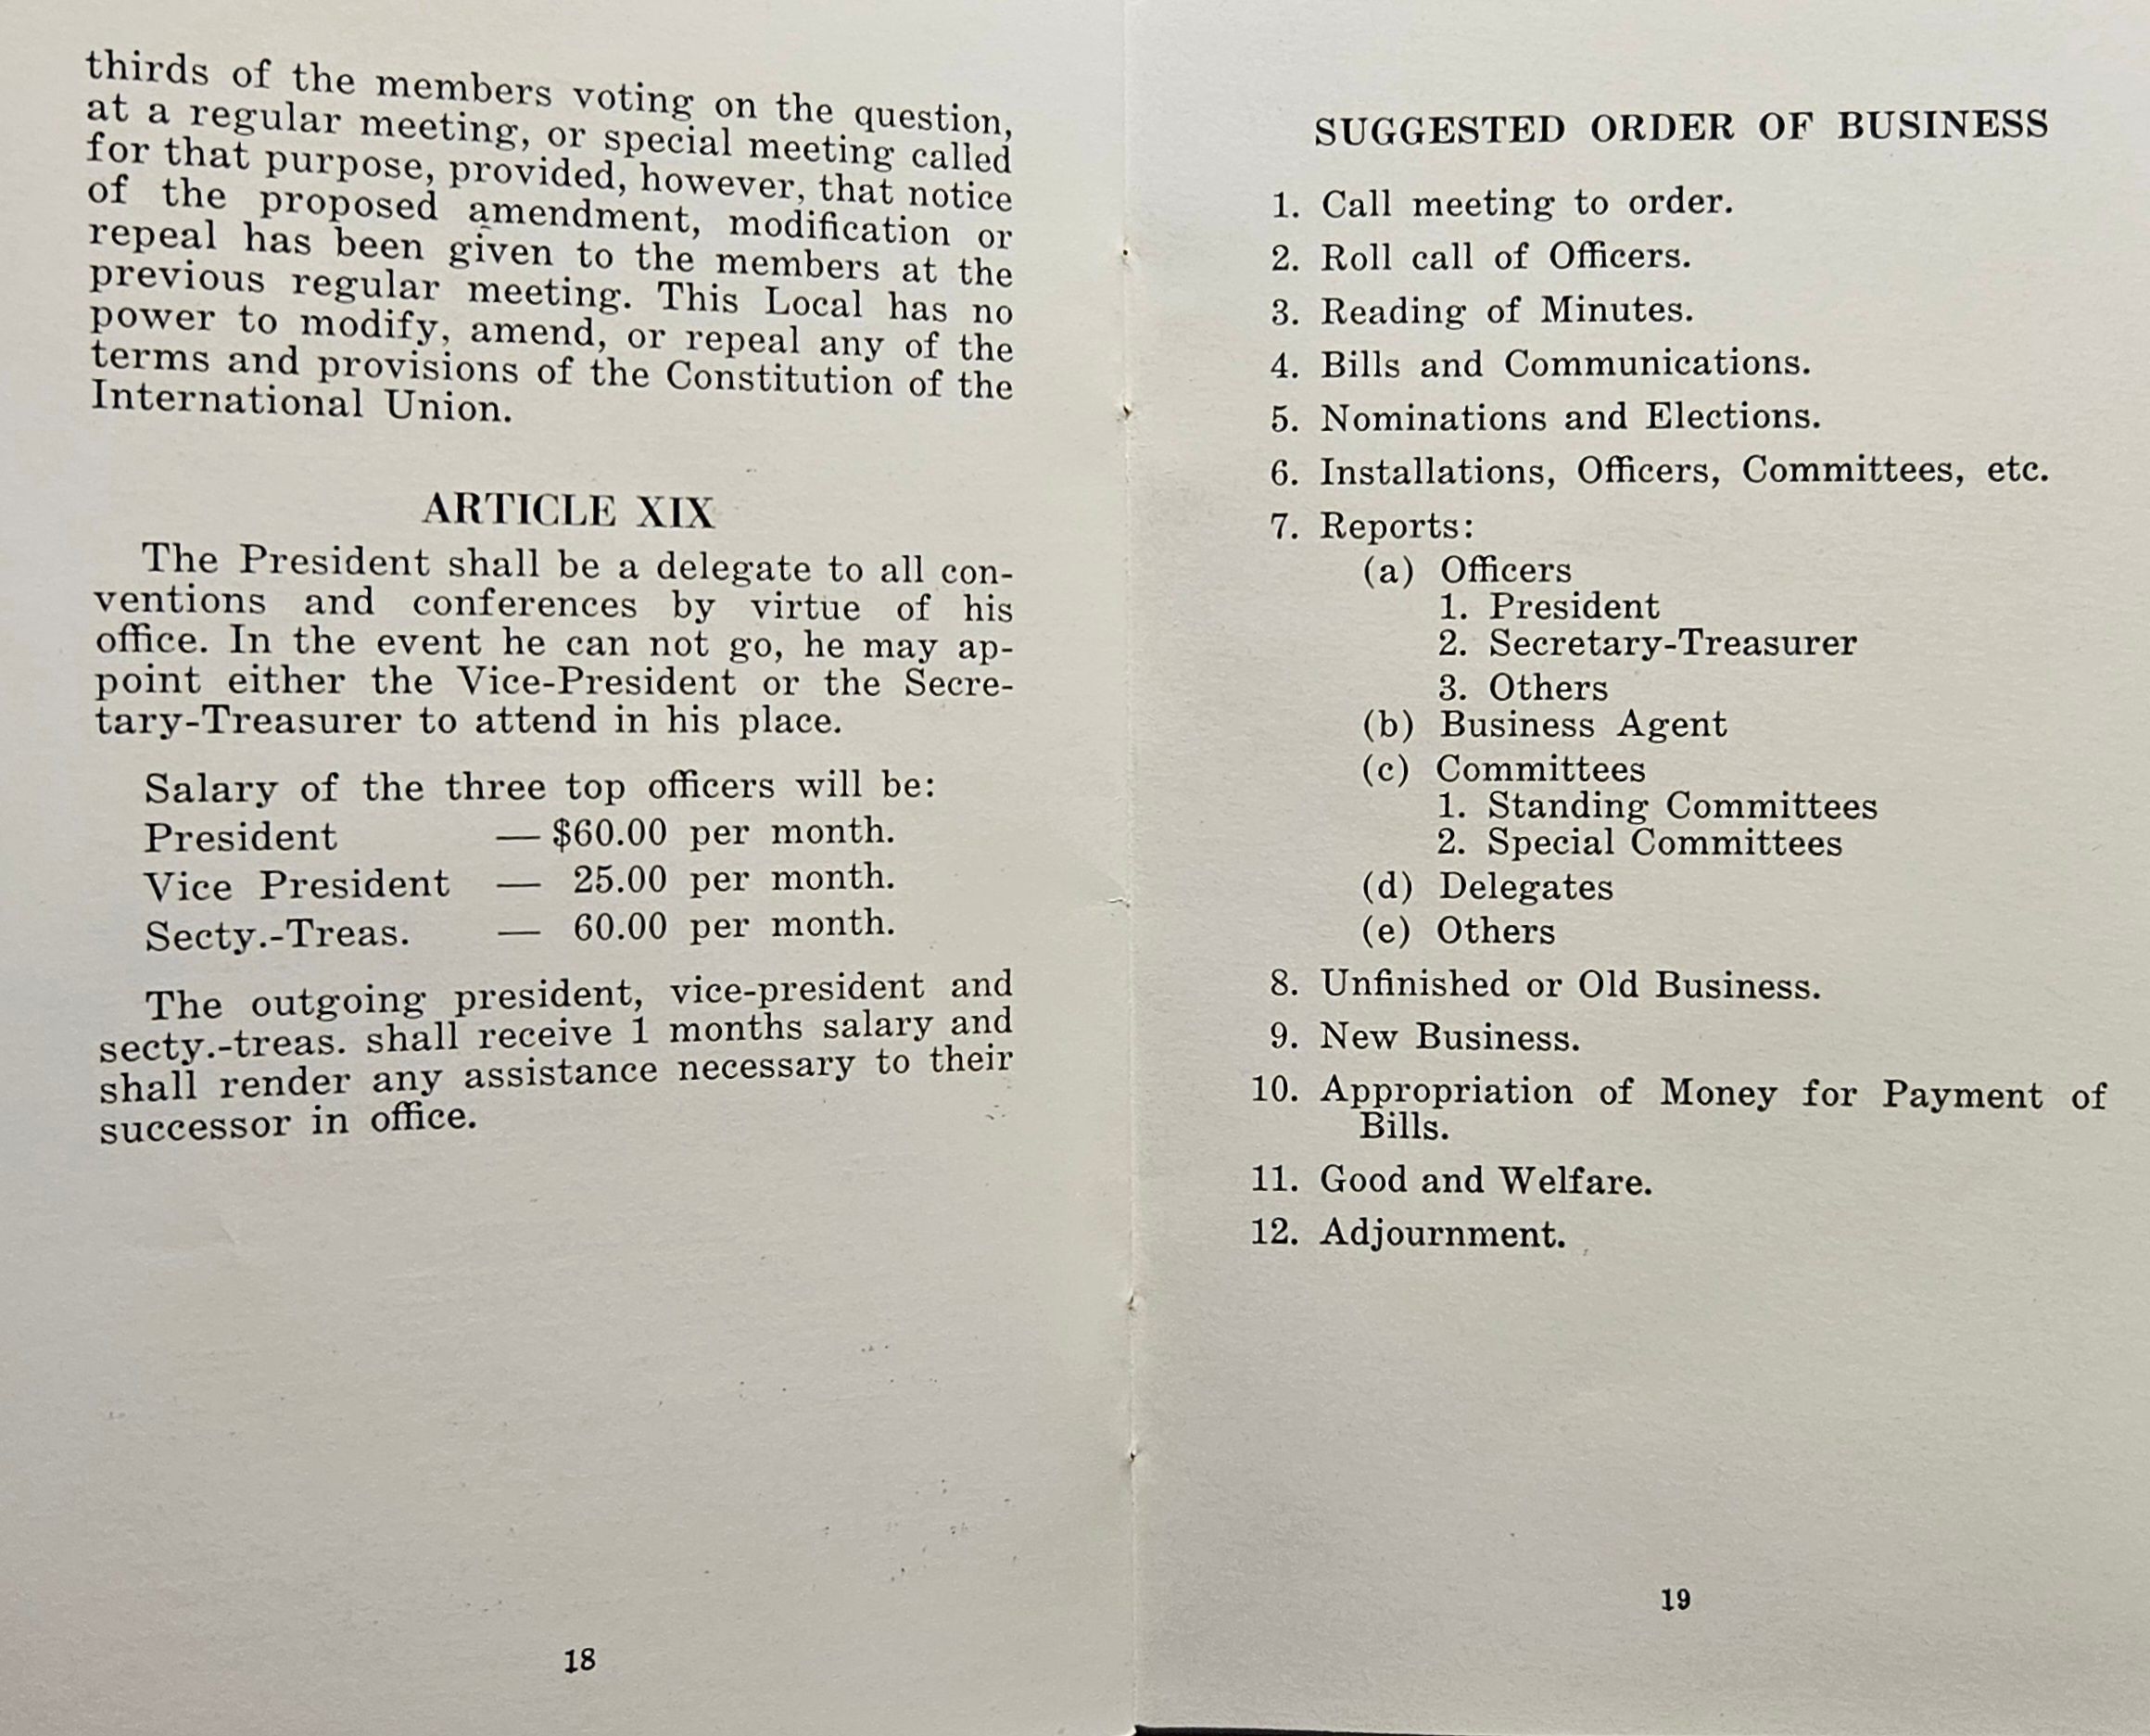 thirds of the members voting on the question,
at a regular meeting, or special meeting called
for that purpose, provided, however, that notice
of the proposed amendment, modification or
repeal has been given to the members at the
previous regular meeting. This Local has no
power to modify, amend, or repeal any of the
terms and provisions of the Constitution of the
International Union.
ARTICLE XIX
The President shall be a delegate to all con-
ventions and conferences by virtue of his
office. In the event he can not go, he may ap-
point either the Vice-President or the Secre-
tary-Treasurer to attend in his place.
Salary of the three top officers will be:
President — $60.00 per month.
Vice President — 25.00 per month.
Secty.-Treas. — 60.00 per month.
The outgoing president, vice-president and
secty.-treas. shall receive 1 months salary and
shall render any assistance necessary to their
successor in office.
18
SUGGESTED ORDER OF BUSINESS
1. Call meeting to order.
2. Roll call of Officers.
3. Reading of Minutes.
4. Bills and Communications.
5. Nominations and Elections.
6. Installations, Officers, Committees, etc.
7. Reports:
(a) Officers
1. President
2. Secretary-Treasurer
3. Others
(b) Business Agent
(c) Committees
1. Standing Committees
2. Special Committees
(d) Delegates
(e) Others
8. Unfinished or Old Business.
9. New Business.
10. Appropriation of Money for Payment of
Bills.
11. Good and Welfare.
12. Adjournment.
19